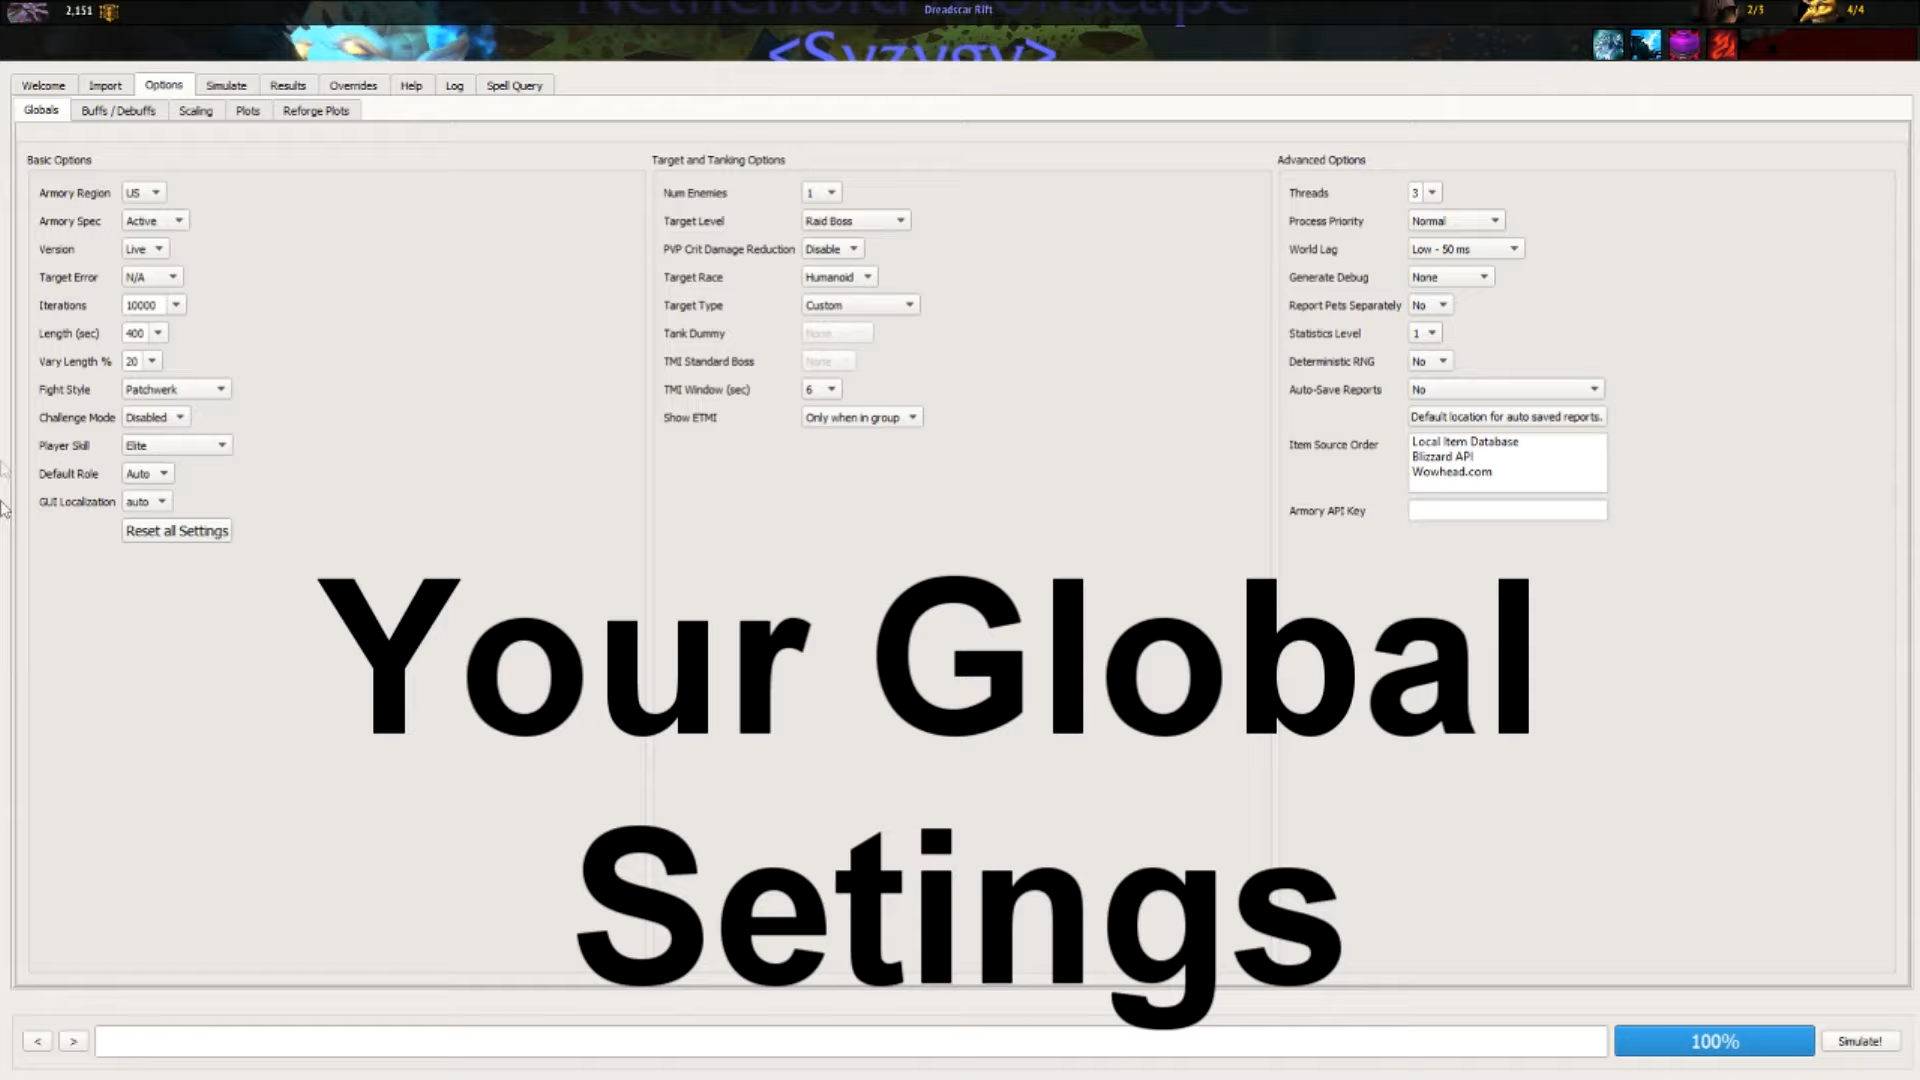 2,151
Dreadscar Rift
2/3
4/4
<Syzygy>
Welcome Import Options Simulate Results Overrides Help Log Spell Query
Globals Buffs / Debuffs Scaling Plots Reforge Plots
Basic Options
Armory Region US
Armory Spec Active
Version Live
Target Error N/A
Iterations 10000
Length (sec) 400
Vary Length % 20
Fight Style Patchwerk
Challenge Mode Disabled
Player Skill Elite
Default Role Auto
GUI Localization auto
Reset all Settings
Target and Tanking Options
Num Enemies 1
Target Level Raid Boss
PVP Crit Damage Reduction Disable
Target Race Humanoid
Target Type Custom
Tank Dummy None
TMI Standard Boss None
TMI Window (sec) 6
Show ETMI Only when in group
Advanced Options
Threads 3
Process Priority Normal
World Lag Low - 50 ms
Generate Debug None
Report Pets Separately No
Statistics Level 1
Deterministic RNG No
Auto-Save Reports No
Default location for auto saved reports.
Item Source Order
Local Item Database
Blizzard API
Wowhead.com
Armory API Key
Your Global
Setings
< >
100%
Simulate!